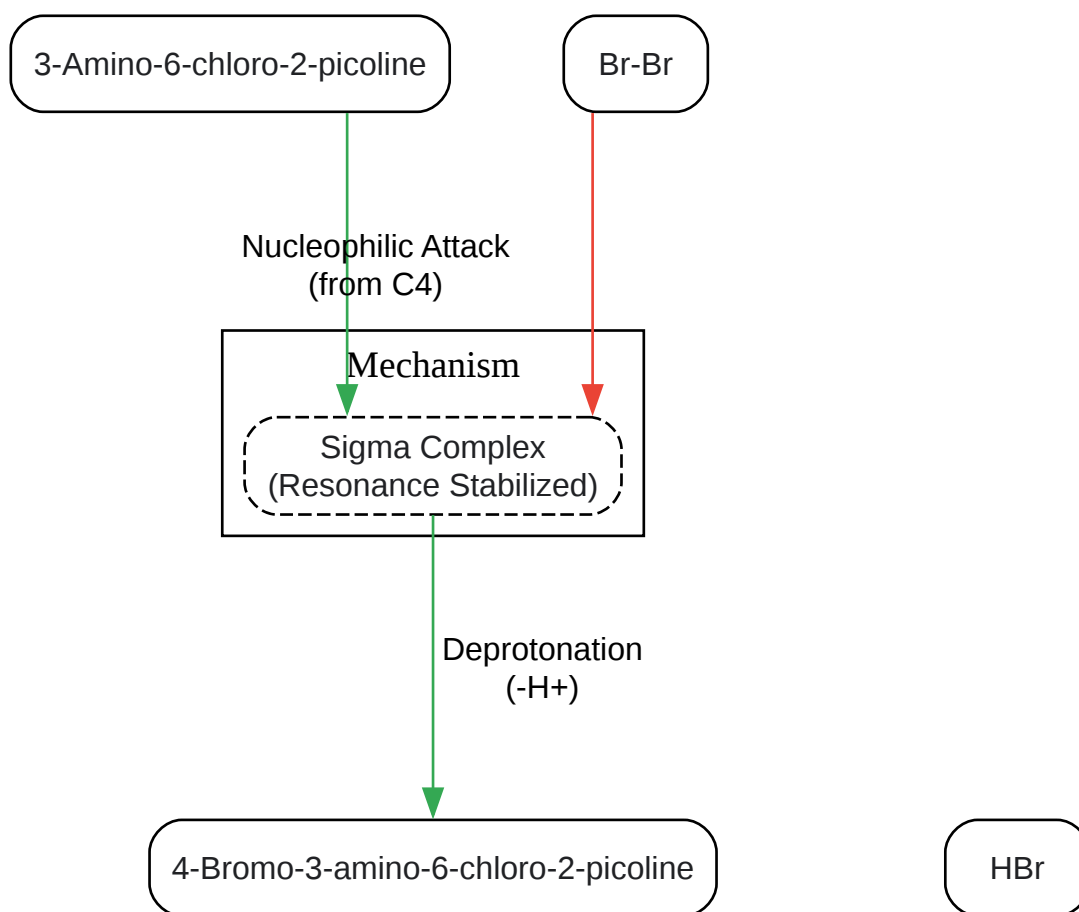 3-Amino-6-chloro-2-picoline
Br-Br
Nucleophilic Attack
(from C4)
Mechanism
Sigma Complex
(Resonance Stabilized)
Deprotonation
(-H+)
4-Bromo-3-amino-6-chloro-2-picoline
HBr